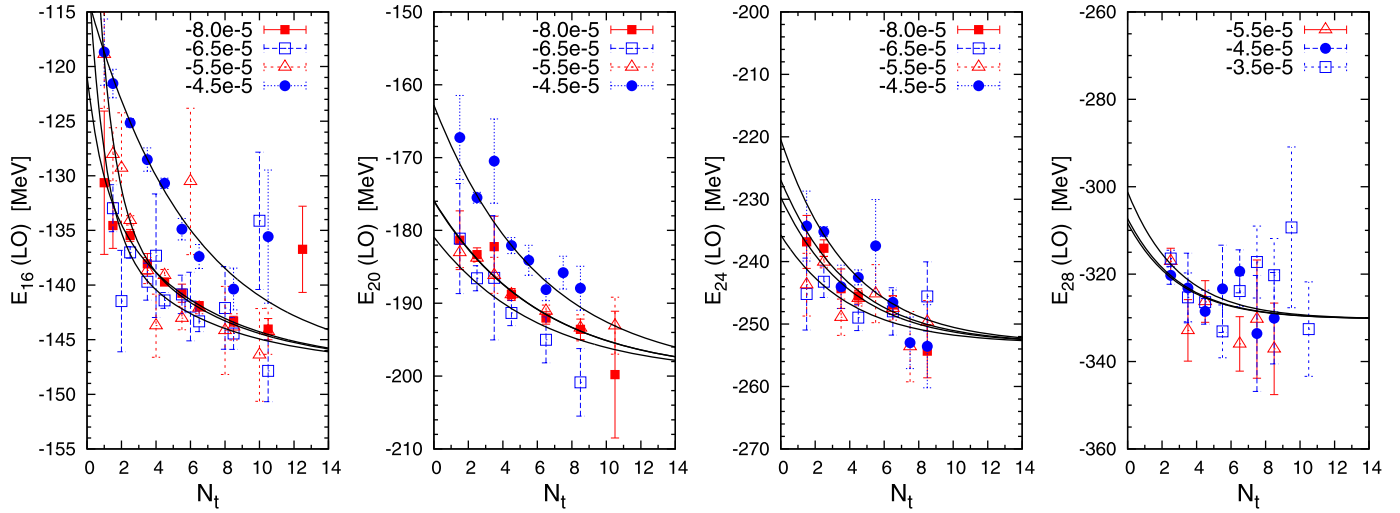 E16 (LO) [MeV]
-115
-120
-125
-130
-135
-140
-145
-150
-155
0 2 4 6 8 10 12 14
Nt
-8.0e-5
-6.5e-5
-5.5e-5
-4.5e-5
E20 (LO) [MeV]
-150
-160
-170
-180
-190
-200
-210
0 2 4 6 8 10 12 14
Nt
-8.0e-5
-6.5e-5
-5.5e-5
-4.5e-5
E24 (LO) [MeV]
-200
-210
-220
-230
-240
-250
-260
-270
0 2 4 6 8 10 12 14
Nt
-8.0e-5
-6.5e-5
-5.5e-5
-4.5e-5
E28 (LO) [MeV]
-260
-280
-300
-320
-340
-360
0 2 4 6 8 10 12 14
Nt
-5.5e-5
-4.5e-5
-3.5e-5